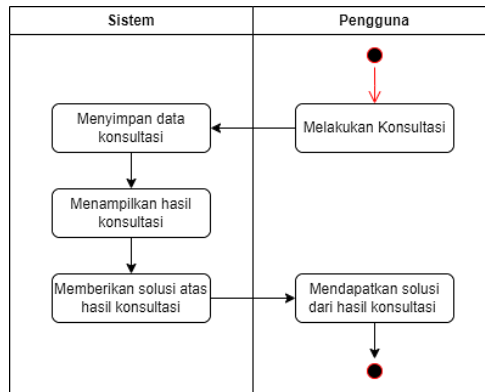 Sistem
Pengguna
Melakukan Konsultasi
Menyimpan data
konsultasi
Menampilkan hasil
konsultasi
Memberikan solusi atas
hasil konsultasi
Mendapatkan solusi
dari hasil konsultasi